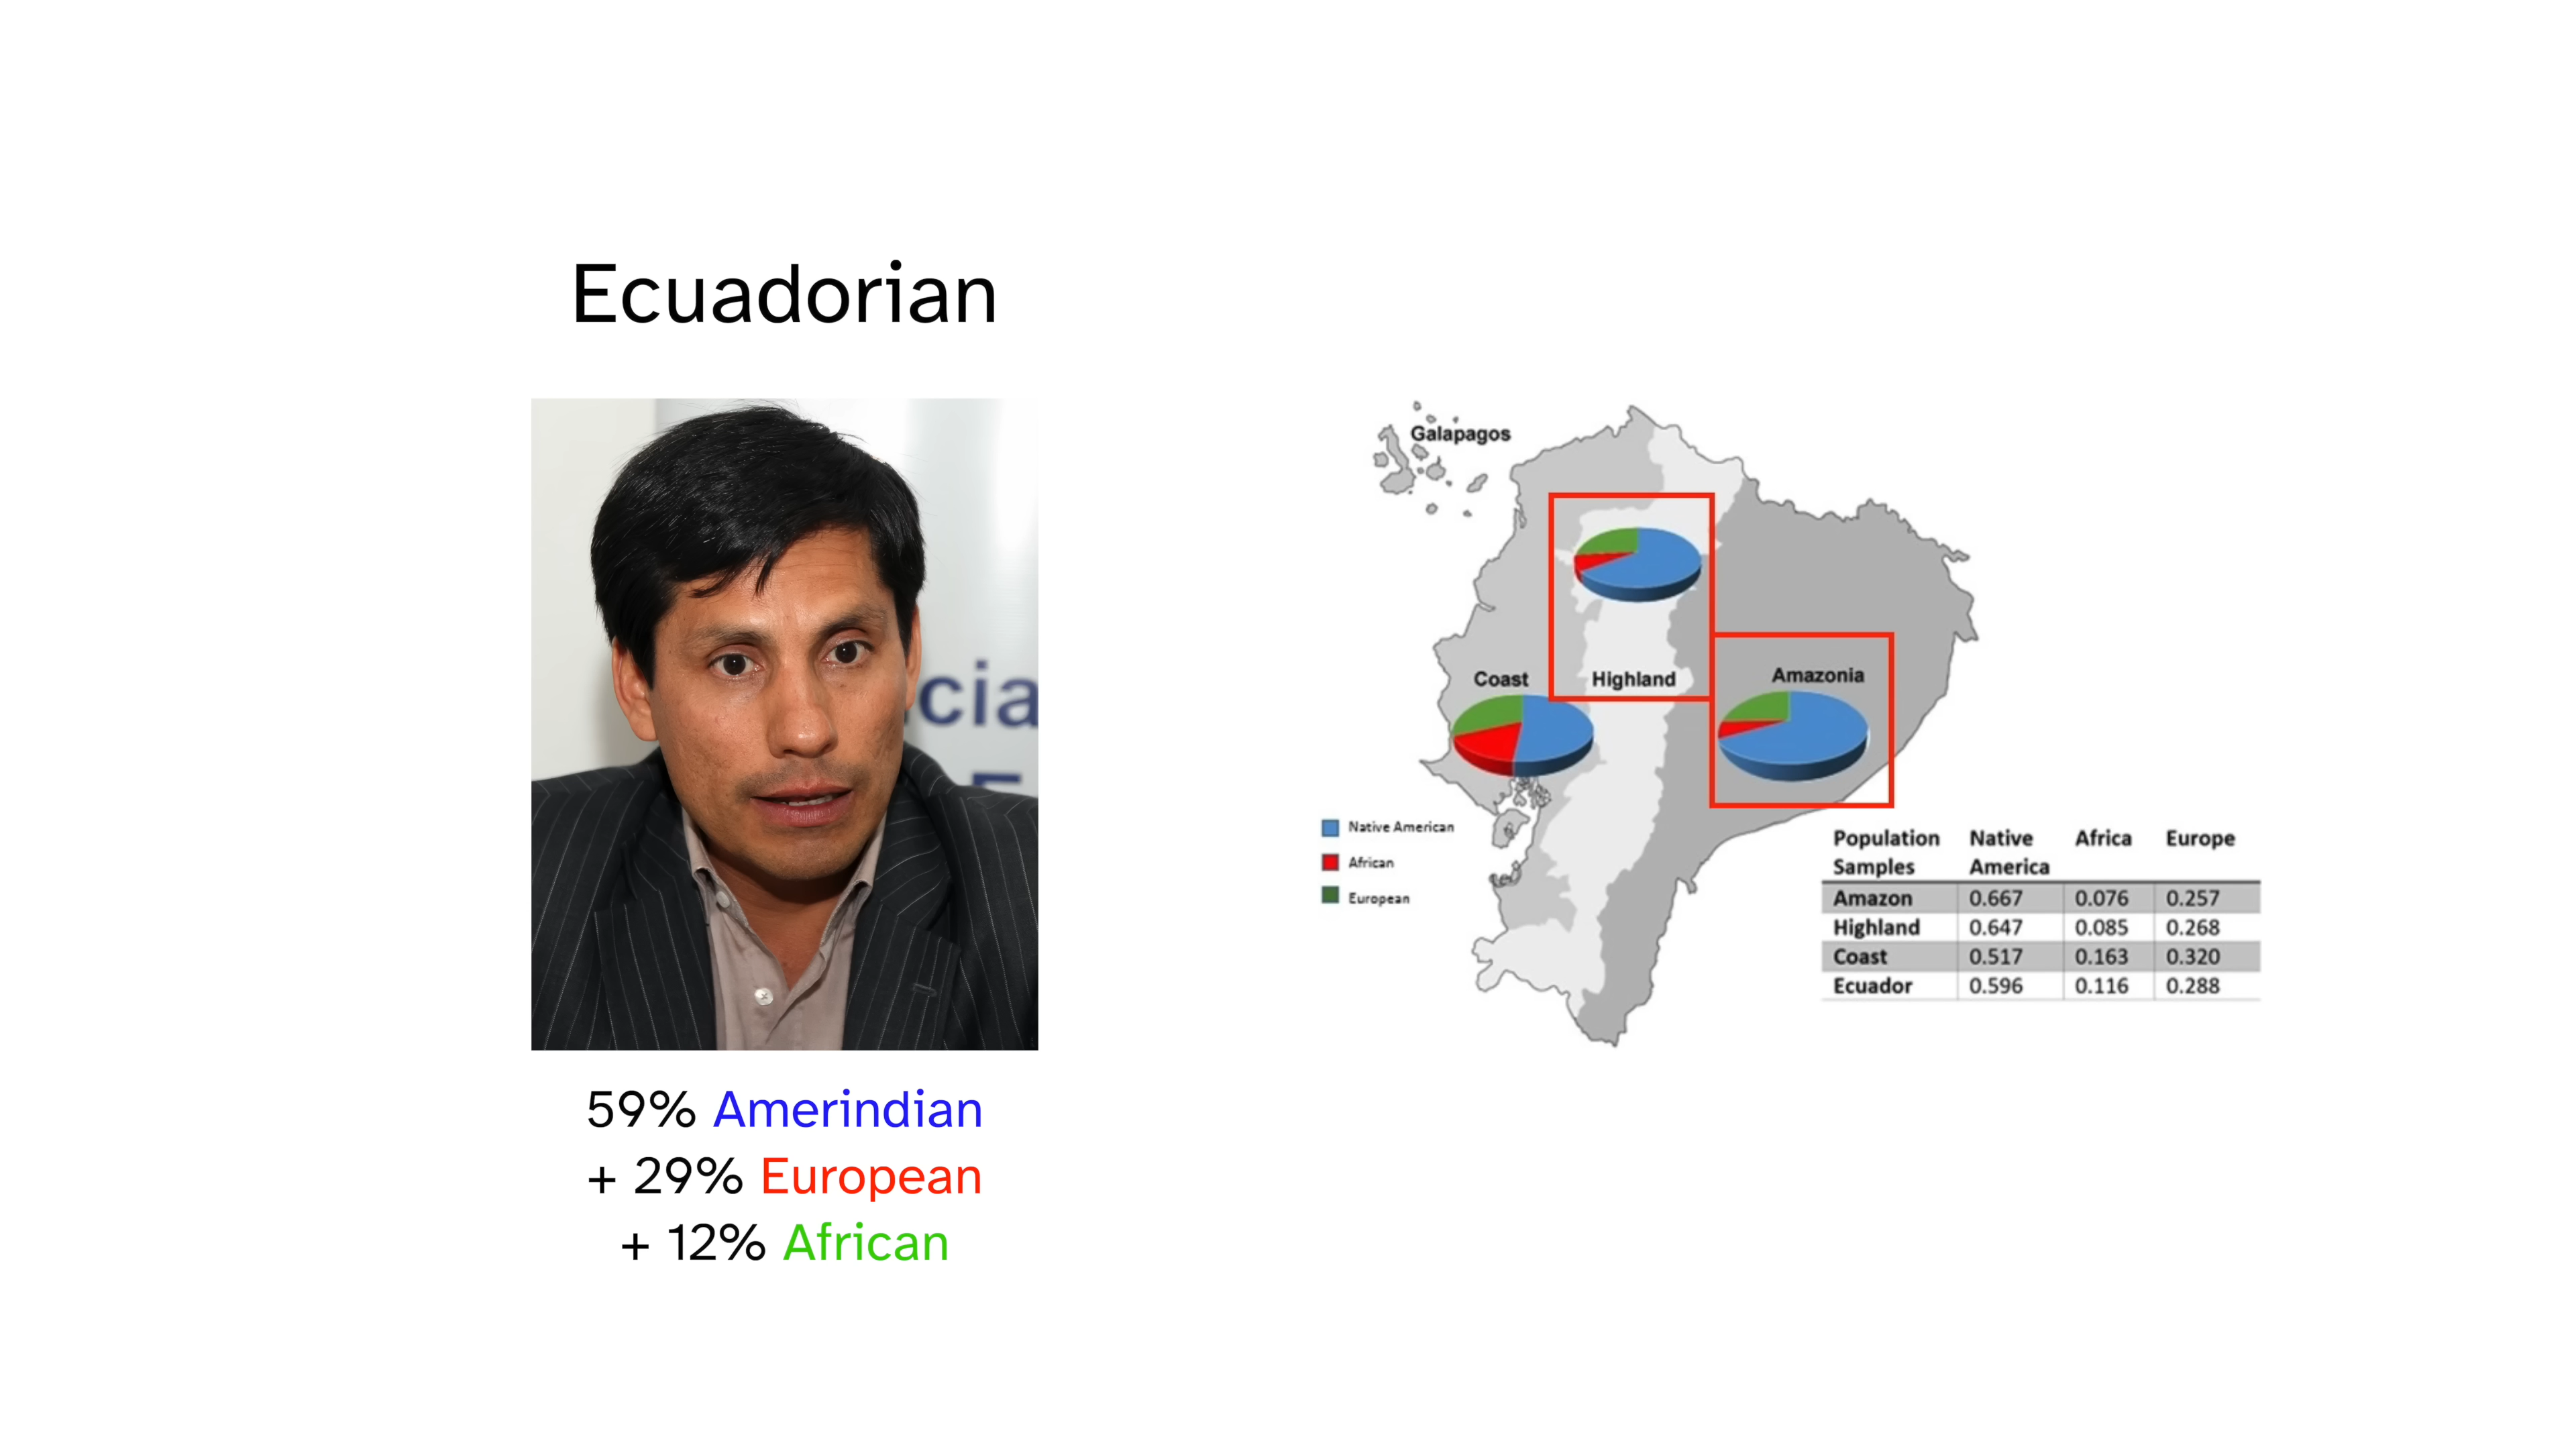 Ecuadorian
cia
59% Amerindian
+ 29% European
+ 12% African
Galapagos
Coast
Highland
Amazonia
Native American
African
European
Population Samples Native America Africa Europe
Amazon 0.667 0.076 0.257
Highland 0.647 0.085 0.268
Coast 0.517 0.163 0.320
Ecuador 0.596 0.116 0.288